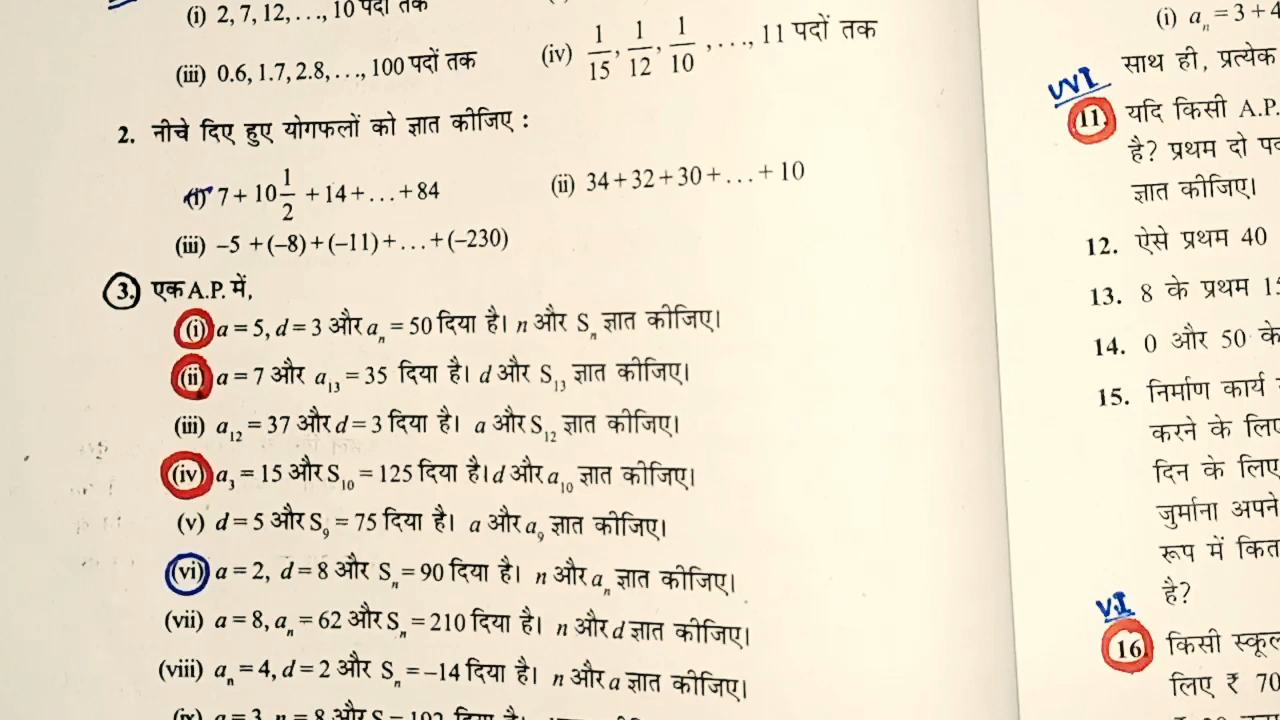 (i) 2, 7, 12, . . ., 10 पदों तक
(iii) 0.6, 1.7, 2.8, . . ., 100 पदों तक
(iv) 1/15, 1/12, 1/10, . . ., 11 पदों तक
2. नीचे दिए हुए योगफलों को ज्ञात कीजिए :
(i) 7 + 10 1/2 + 14 + . . . + 84
(ii) 34 + 32 + 30 + . . . + 10
(iii) –5 + (–8) + (–11) + . . . + (–230)
3. एक A.P. में,
(i) a = 5, d = 3 और aₙ = 50 दिया है। n और Sₙ ज्ञात कीजिए।
(ii) a = 7 और a₁₃ = 35 दिया है। d और S₁₃ ज्ञात कीजिए।
(iii) a₁₂ = 37 और d = 3 दिया है। a और S₁₂ ज्ञात कीजिए।
(iv) a₃ = 15 और S₁₀ = 125 दिया है। d और a₁₀ ज्ञात कीजिए।
(v) d = 5 और S₉ = 75 दिया है। a और a₉ ज्ञात कीजिए।
(vi) a = 2, d = 8 और Sₙ = 90 दिया है। n और aₙ ज्ञात कीजिए।
(vii) a = 8, aₙ = 62 और Sₙ = 210 दिया है। n और d ज्ञात कीजिए।
(viii) aₙ = 4, d = 2 और Sₙ = –14 दिया है। n और a ज्ञात कीजिए।
(ix) a = 3, n = 8 और S = 192 दिया है।
(i) aₙ = 3 + 4
साथ ही, प्रत्येक
VVI
11. यदि किसी A.P.
है? प्रथम दो
ज्ञात कीजिए।
12. ऐसे प्रथम 40
13. 8 के प्रथम 15
14. 0 और 50 के
15. निर्माण कार्य
करने के लिए
दिन के लिए
जुर्माना अपने
रूप में
है?
V.I
16. किसी स्कूल
लिए ₹ 70